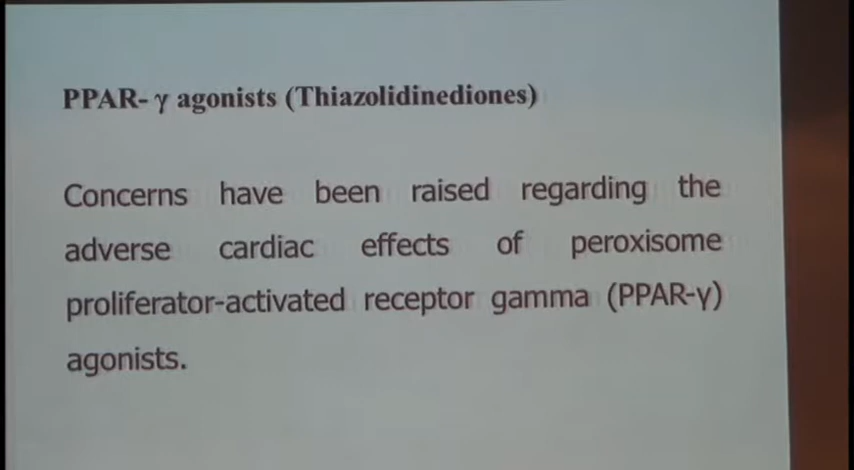 PPAR- γ agonists (Thiazolidinediones)
Concerns have been raised regarding the
adverse cardiac effects of peroxisome
proliferator-activated receptor gamma (PPAR-γ)
agonists.